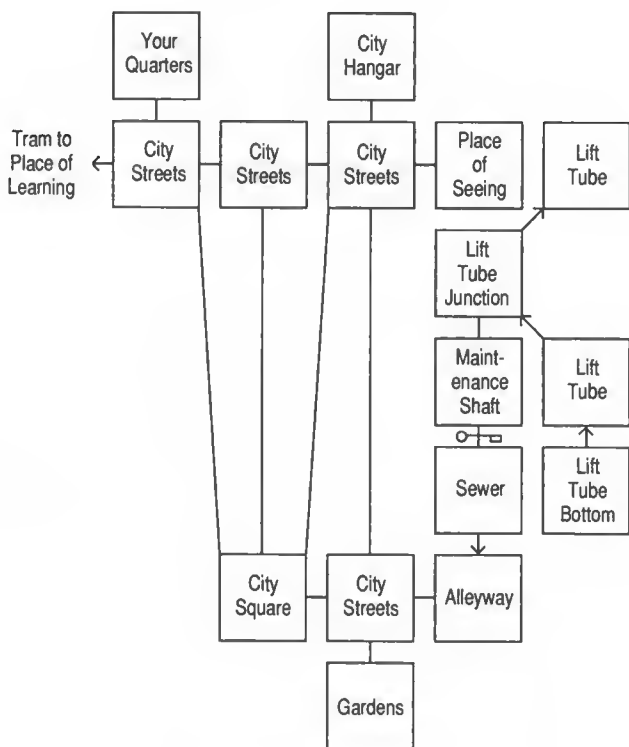 Your
Quarters
City
Hangar
Tram to
Place of
Learning
City
Streets
City
Streets
City
Streets
Place
of
Seeing
Lift
Tube
Lift
Tube
Junction
Maint-
enance
Shaft
Lift
Tube
Sewer
Lift
Tube
Bottom
City
Square
City
Streets
Alleyway
Gardens